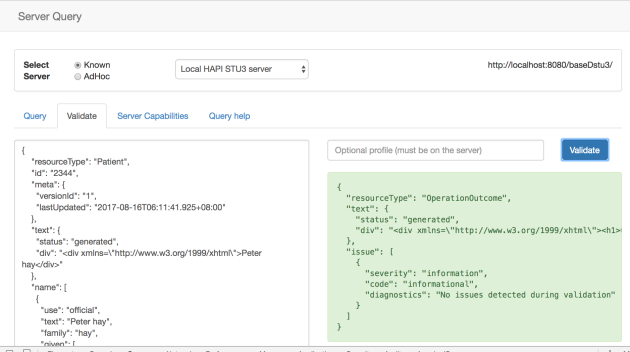 Server Query
Select Server
Known
AdHoc
Local HAPI STU3 server
http://localhost:8080/baseDstu3/
Query
Validate
Server Capabilities
Query help
{
"resourceType": "Patient",
"id": "2344",
"meta": {
"versionId": "1",
"lastUpdated": "2017-08-16T06:11:41.925+08:00"
},
"text": {
"status": "generated",
"div": "<div xmlns=\"http://www.w3.org/1999/xhtml\">Peter
hay</div>"
},
"name": [
{
"use": "official",
"text": "Peter hay",
"family": "hay",
"given": [
Optional profile (must be on the server)
Validate
{
"resourceType": "OperationOutcome",
"text": {
"status": "generated",
"div": "<div xmlns=\"http://www.w3.org/1999/xhtml\"><h1>
},
"issue": [
{
"severity": "information",
"code": "informational",
"diagnostics": "No issues detected during validation"
}
]
}